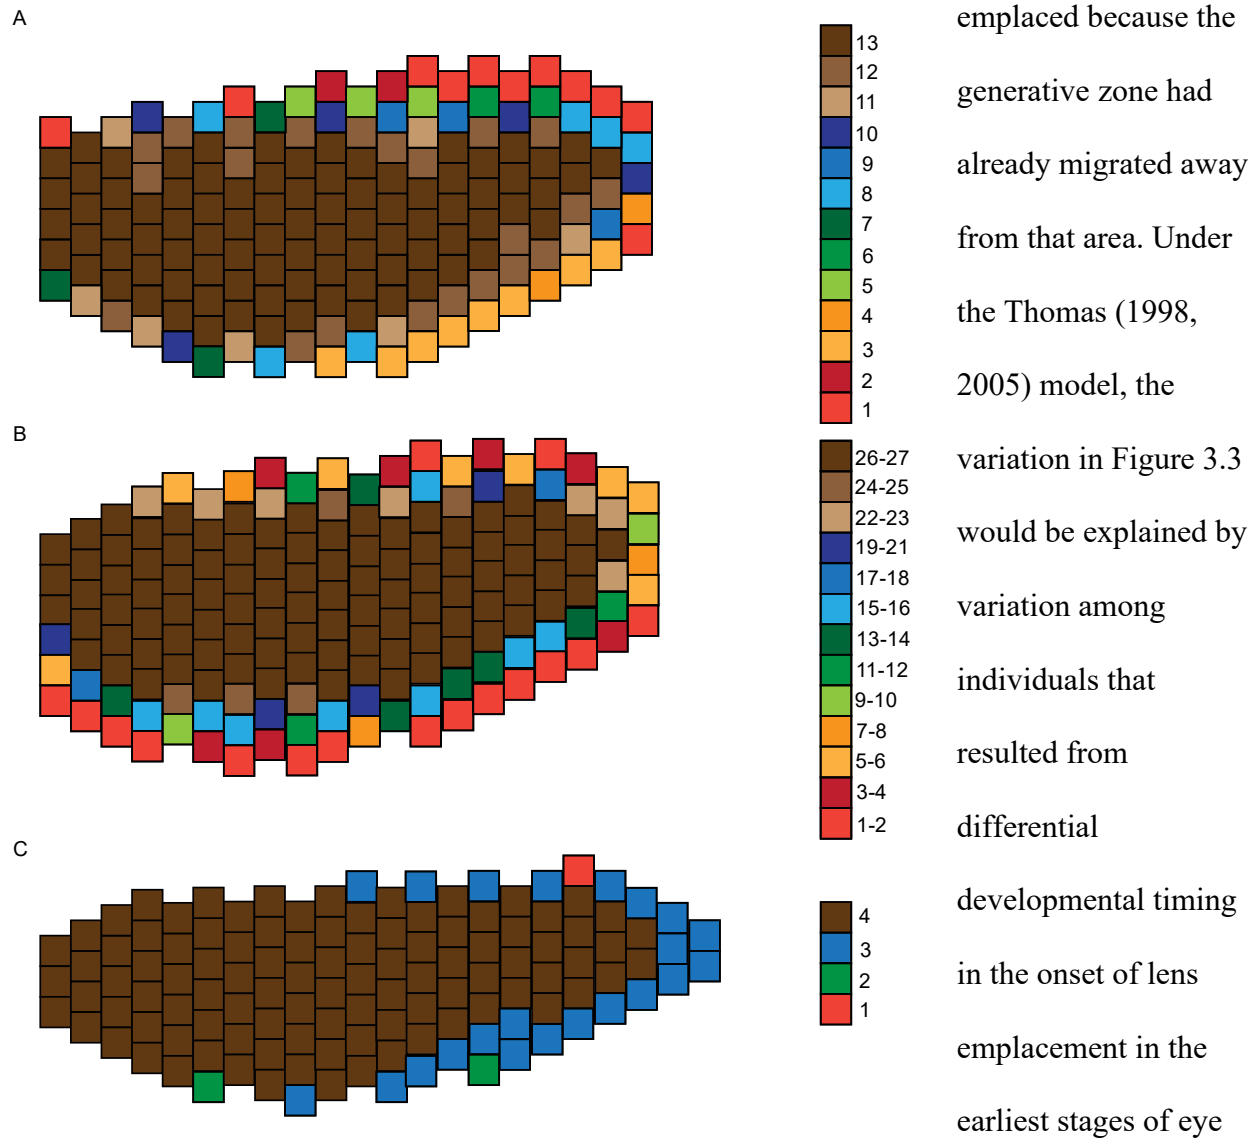 A
13
12
11
10
9
8
7
6
5
4
3
2
1
B
26-27
24-25
22-23
19-21
17-18
15-16
13-14
11-12
9-10
7-8
5-6
3-4
1-2
C
4
3
2
1
emplaced because the
generative zone had
already migrated away
from that area. Under
the Thomas (1998,
2005) model, the
variation in Figure 3.3
would be explained by
variation among
individuals that
resulted from
differential
developmental timing
in the onset of lens
emplacement in the
earliest stages of eye